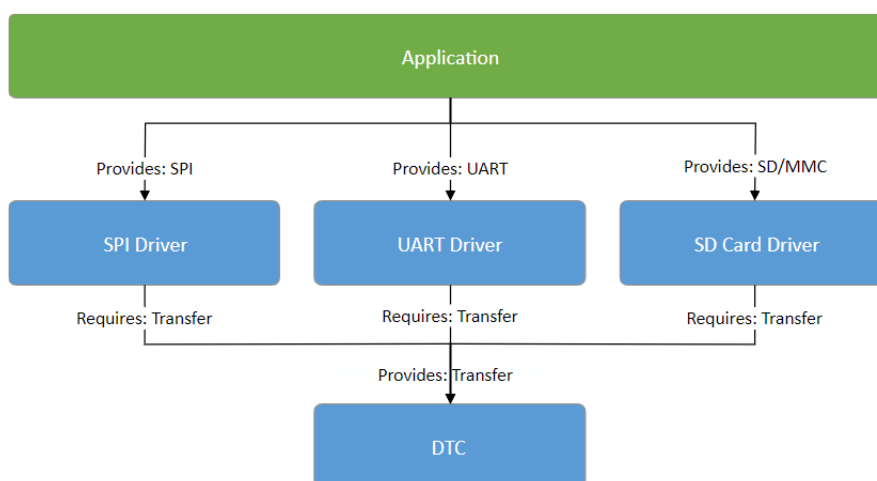 Application
Provides: SPI
Provides: UART
Provides: SD/MMC
SPI Driver
UART Driver
SD Card Driver
Requires: Transfer
Requires: Transfer
Requires: Transfer
Provides: Transfer
DTC